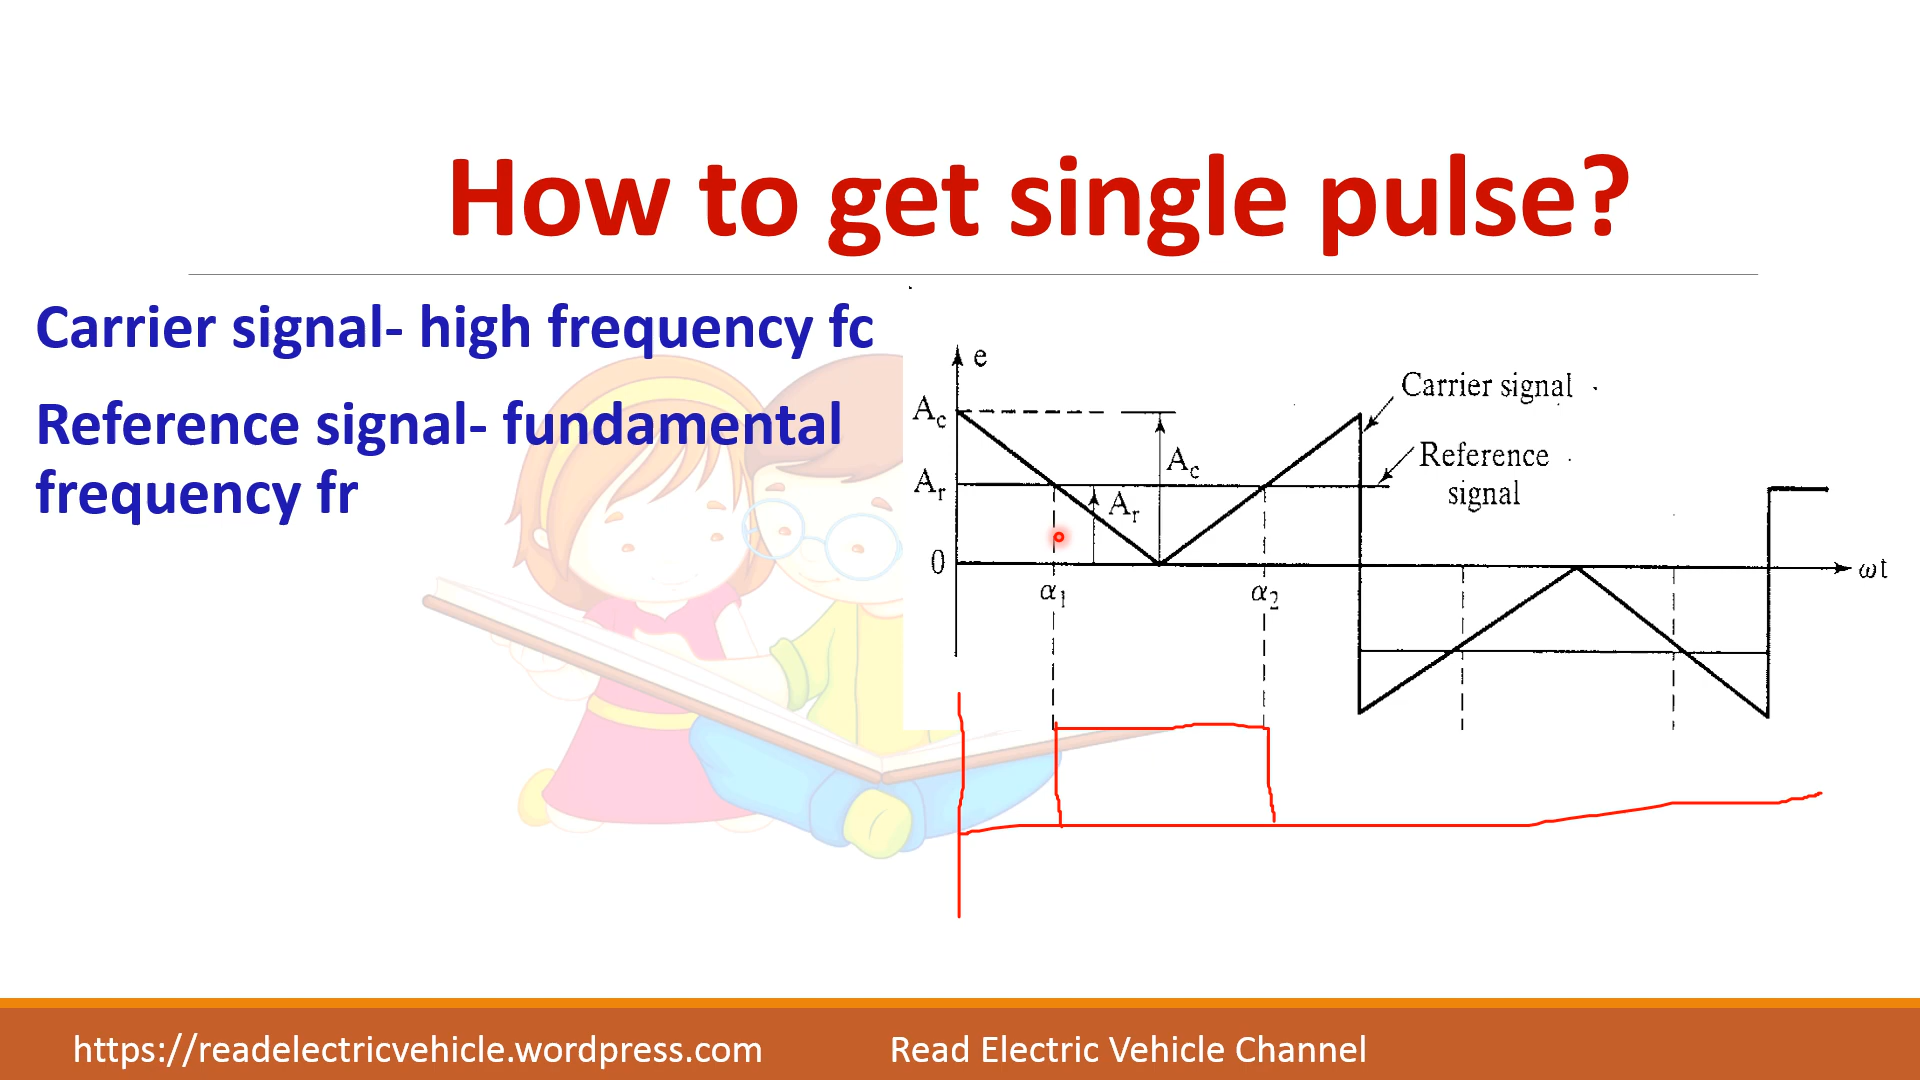 How to get single pulse?
Carrier signal- high frequency fc
Reference signal- fundamental
frequency fr
e
Carrier signal
Ac
Ac
Reference
signal
Ar
Ar
0
α1
α2
ωt
https://readelectricvehicle.wordpress.com
Read Electric Vehicle Channel